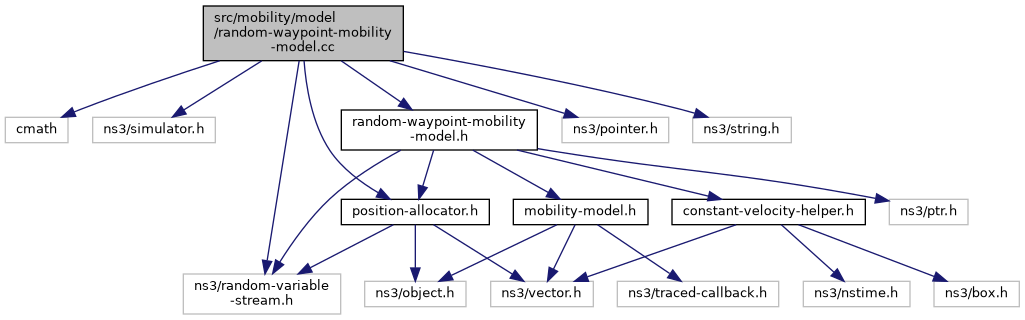 src/mobility/model
/random-waypoint-mobility
-model.cc
cmath
ns3/simulator.h
random-waypoint-mobility
-model.h
ns3/pointer.h
ns3/string.h
position-allocator.h
mobility-model.h
constant-velocity-helper.h
ns3/ptr.h
ns3/random-variable
-stream.h
ns3/object.h
ns3/vector.h
ns3/traced-callback.h
ns3/nstime.h
ns3/box.h